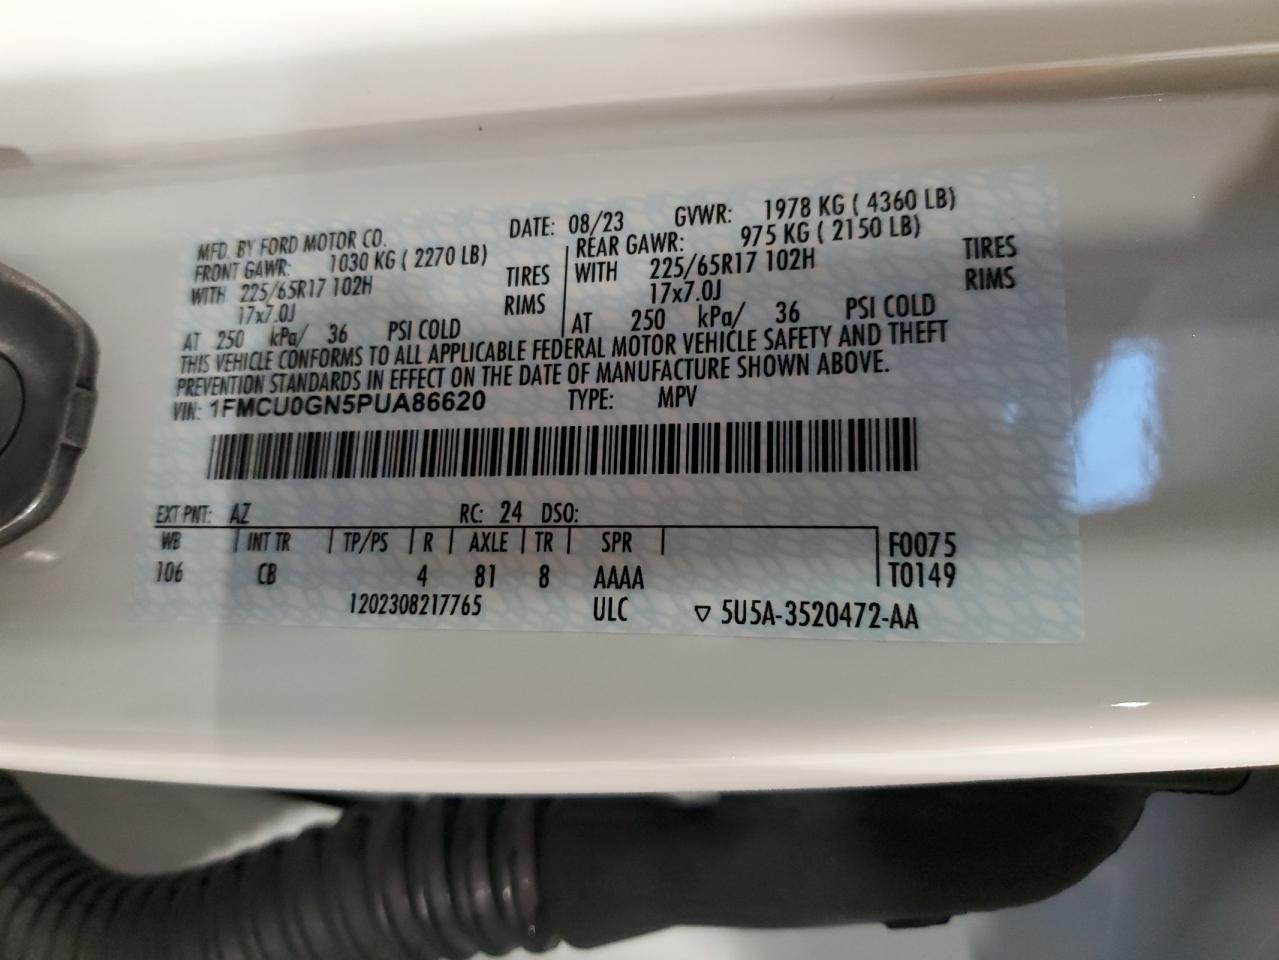 MFD. BY FORD MOTOR CO. DATE: 08/23 GVWR: 1978 KG ( 4360 LB)
FRONT GAWR: 1030 KG ( 2270 LB) REAR GAWR: 975 KG ( 2150 LB)
WITH 225/65R17 102H TIRES WITH 225/65R17 102H TIRES
17x7.0J RIMS 17x7.0J RIMS
AT 250 kPa/ 36 PSI COLD AT 250 kPa/ 36 PSI COLD
THIS VEHICLE CONFORMS TO ALL APPLICABLE FEDERAL MOTOR VEHICLE SAFETY AND THEFT
PREVENTION STANDARDS IN EFFECT ON THE DATE OF MANUFACTURE SHOWN ABOVE.
VIN: 1FMCU0GN5PUA86620 TYPE: MPV
EXT PNT: AZ RC: 24 DSO:
WB INT TR TP/PS R AXLE TR SPR F0075
106 CB 4 81 8 AAAA T0149
1202308217765 ULC ▽ 5U5A-3520472-AA